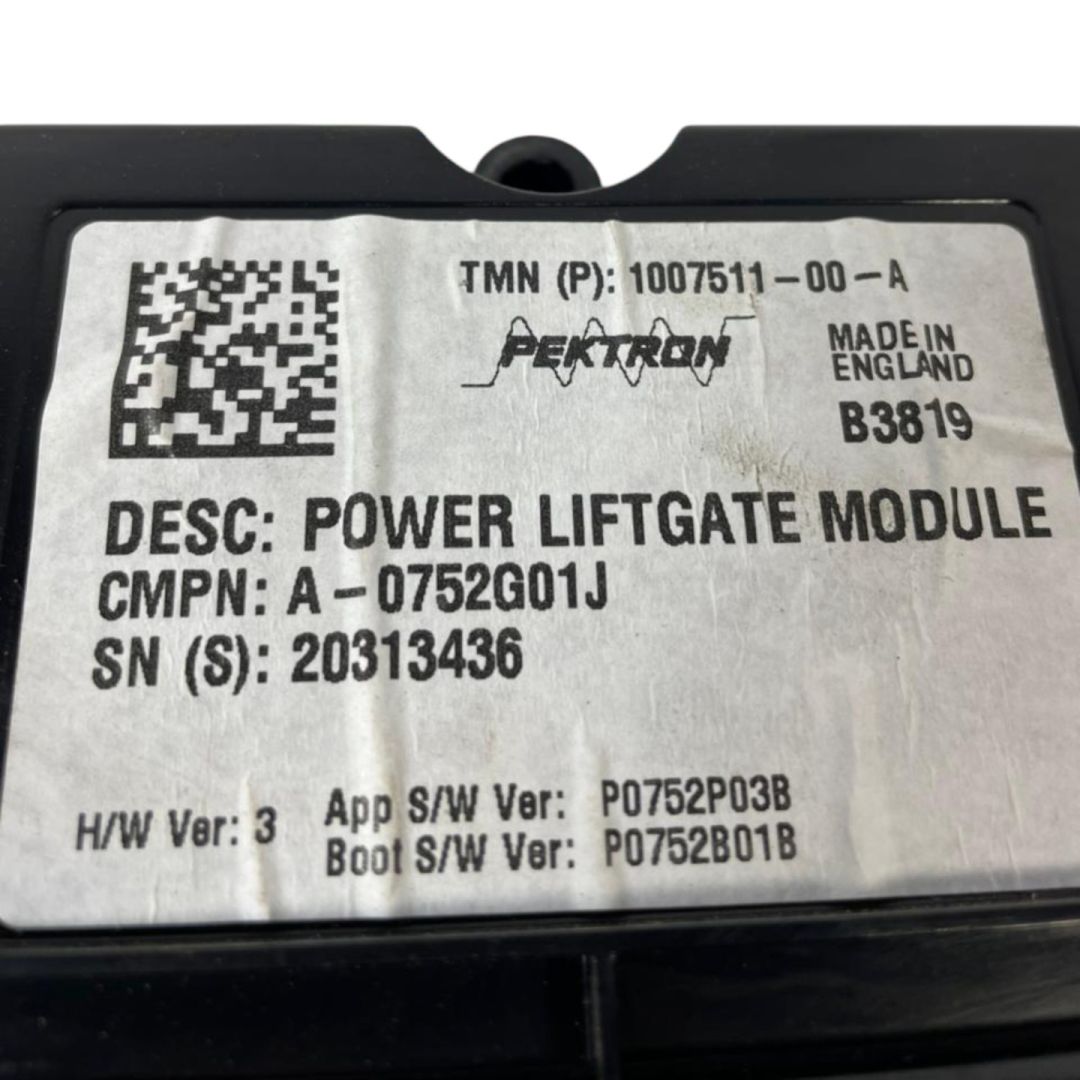 TMN (P): 1007511-00-A
PEKTRON
MADE IN
ENGLAND
B3819
DESC: POWER LIFTGATE MODULE
CMPN: A-0752G01J
SN (S): 20313436
H/W Ver: 3
App S/W Ver: P0752P03B
Boot S/W Ver: P0752B01B